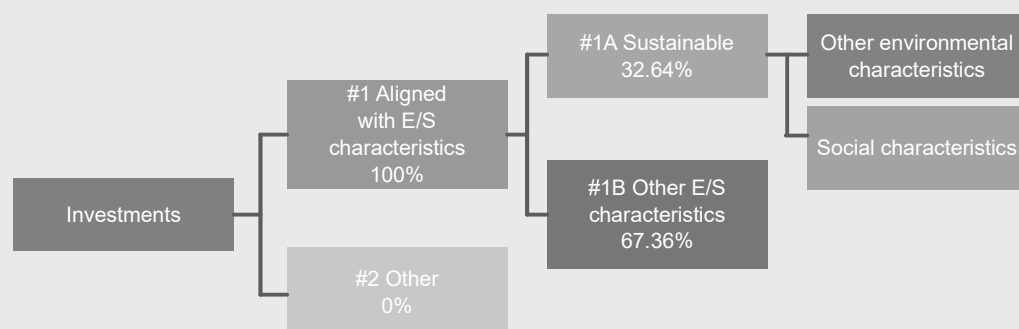 Investments
#1 Aligned
with E/S
characteristics
100%
#2 Other
0%
#1A Sustainable
32.64%
#1B Other E/S
characteristics
67.36%
Other environmental
characteristics
Social characteristics